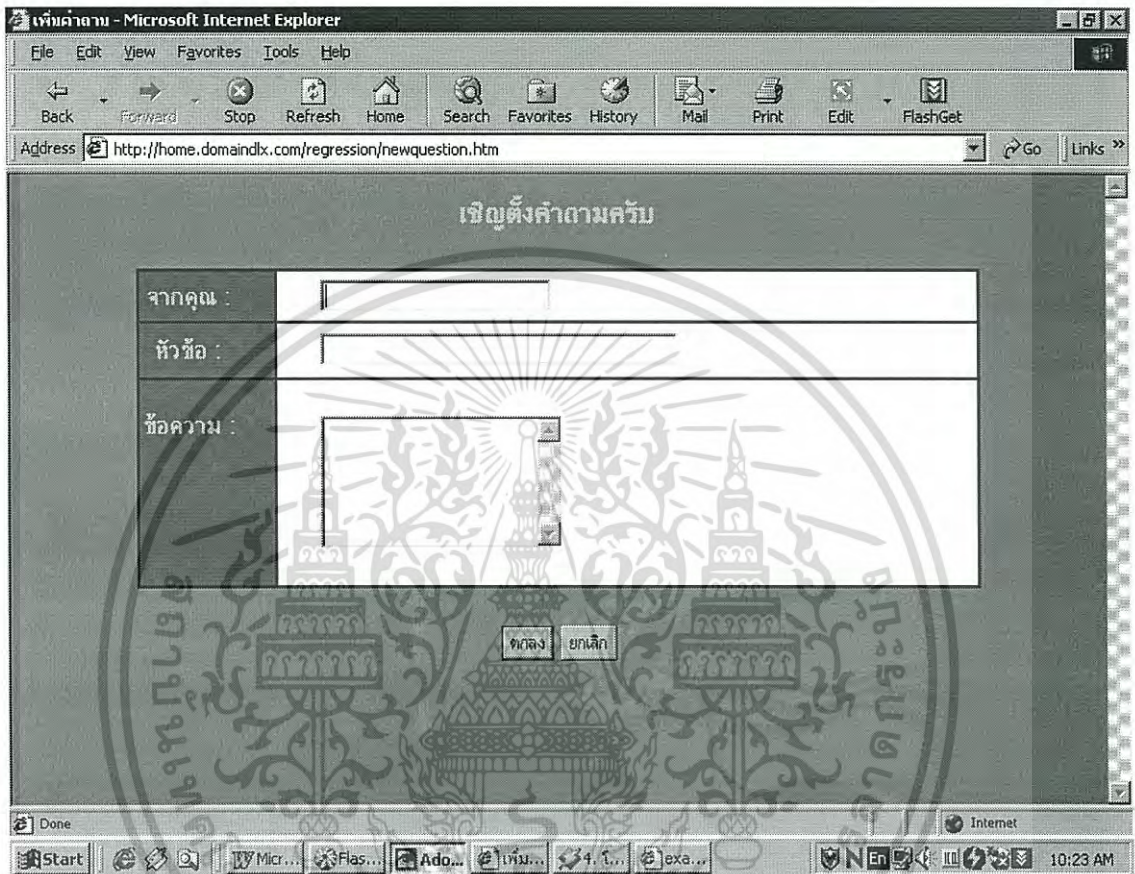 เพิ่มคำถาม - Microsoft Internet Explorer
File Edit View Favorites Tools Help
Back Forward Stop Refresh Home Search Favorites History Mail Print Edit FlashGet
Address http://home.domaindlx.com/regression/newquestion.htm Go Links »
เชิญตั้งคำถามครับ
จากคุณ :
หัวข้อ :
ข้อความ :
ตกลง ยกเลิก
Done Internet
Start Micr... Flas... Ado... เพิ่ม... 4. โ... exa... En 10:23 AM